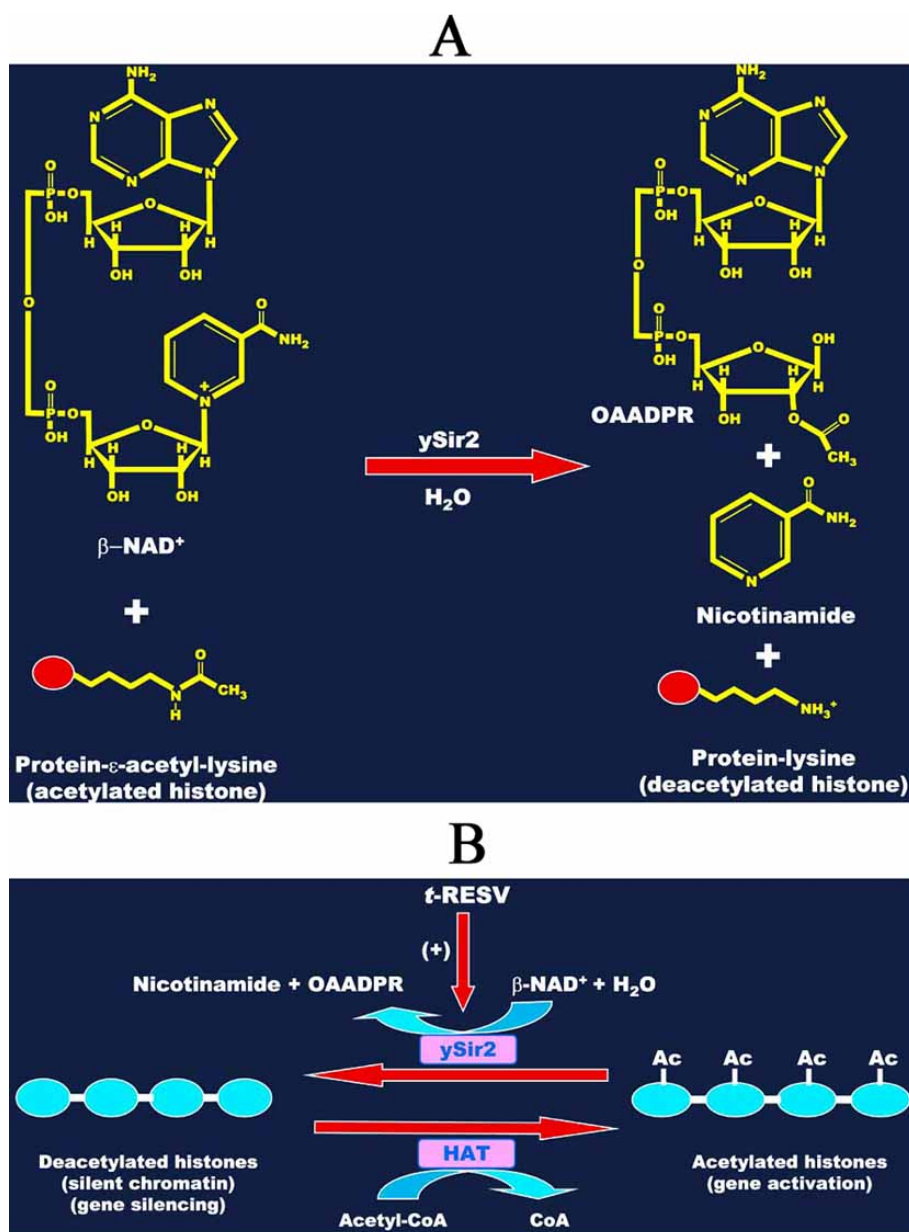 A
NH2
N
N
N
N
O
P
O
OH
O
H
H
H
H
OH
OH
O
O
NH2
N
+
O
P
O
OH
O
H
H
H
H
OH
OH
β–NAD+
+
O
N
H
CH3
Protein-ε-acetyl-lysine
(acetylated histone)
ySir2
H2O
NH2
N
N
N
N
O
P
O
OH
O
H
H
H
H
OH
OH
O
O
P
O
OH
O
OH
H
H
H
OH
O
O
CH3
OAADPR
+
O
NH2
N
Nicotinamide
+
NH3+
Protein-lysine
(deacetylated histone)
B
t-RESV
(+)
Nicotinamide + OAADPR
β-NAD+ + H2O
ySir2
Ac Ac Ac Ac
HAT
Deacetylated histones
(silent chromatin)
(gene silencing)
Acetylated histones
(gene activation)
Acetyl-CoA
CoA